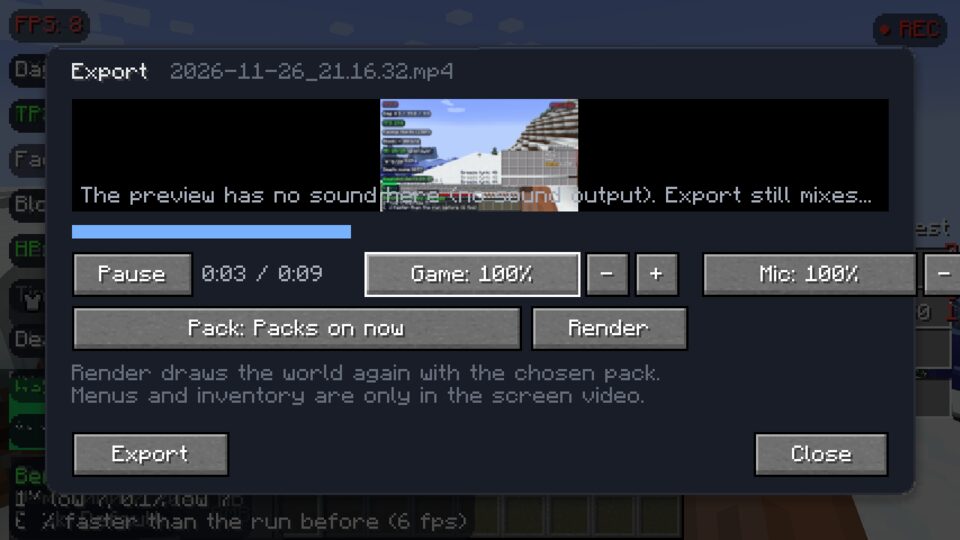 FPS: 8
REC
Export 2026-11-26_21.16.32.mp4
The preview has no sound here (no sound output). Export still mixes...
Pause 0:03 / 0:09 Game: 100% - + Mic: 100% -
Pack: Packs on now Render
Render draws the world again with the chosen pack.
Menus and inventory are only in the screen video.
Export Close
faster than the run before (6 fps)